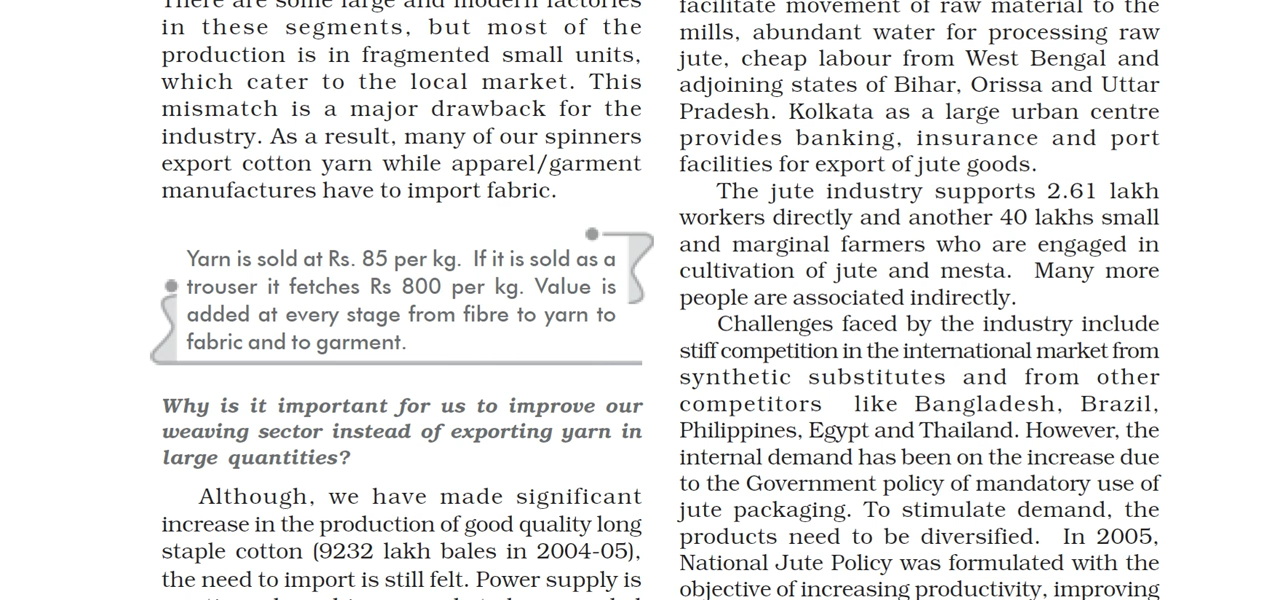 There are some large and modern factories
in these segments, but most of the
production is in fragmented small units,
which cater to the local market. This
mismatch is a major drawback for the
industry. As a result, many of our spinners
export cotton yarn while apparel/garment
manufactures have to import fabric.
Yarn is sold at Rs. 85 per kg. If it is sold as a
trouser it fetches Rs 800 per kg. Value is
added at every stage from fibre to yarn to
fabric and to garment.
Why is it important for us to improve our
weaving sector instead of exporting yarn in
large quantities?
Although, we have made significant
increase in the production of good quality long
staple cotton (9232 lakh bales in 2004-05),
the need to import is still felt. Power supply is
facilitate movement of raw material to the
mills, abundant water for processing raw
jute, cheap labour from West Bengal and
adjoining states of Bihar, Orissa and Uttar
Pradesh. Kolkata as a large urban centre
provides banking, insurance and port
facilities for export of jute goods.
The jute industry supports 2.61 lakh
workers directly and another 40 lakhs small
and marginal farmers who are engaged in
cultivation of jute and mesta. Many more
people are associated indirectly.
Challenges faced by the industry include
stiff competition in the international market from
synthetic substitutes and from other
competitors like Bangladesh, Brazil,
Philippines, Egypt and Thailand. However, the
internal demand has been on the increase due
to the Government policy of mandatory use of
jute packaging. To stimulate demand, the
products need to be diversified. In 2005,
National Jute Policy was formulated with the
objective of increasing productivity, improving